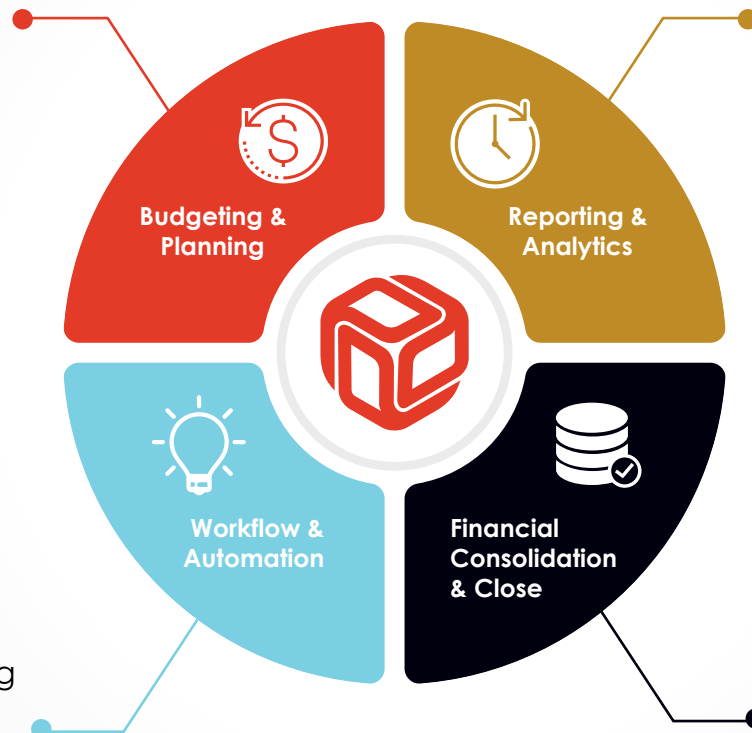 Budgeting &
Planning
Reporting &
Analytics
Workflow &
Automation
Financial
Consolidation
& Close
g